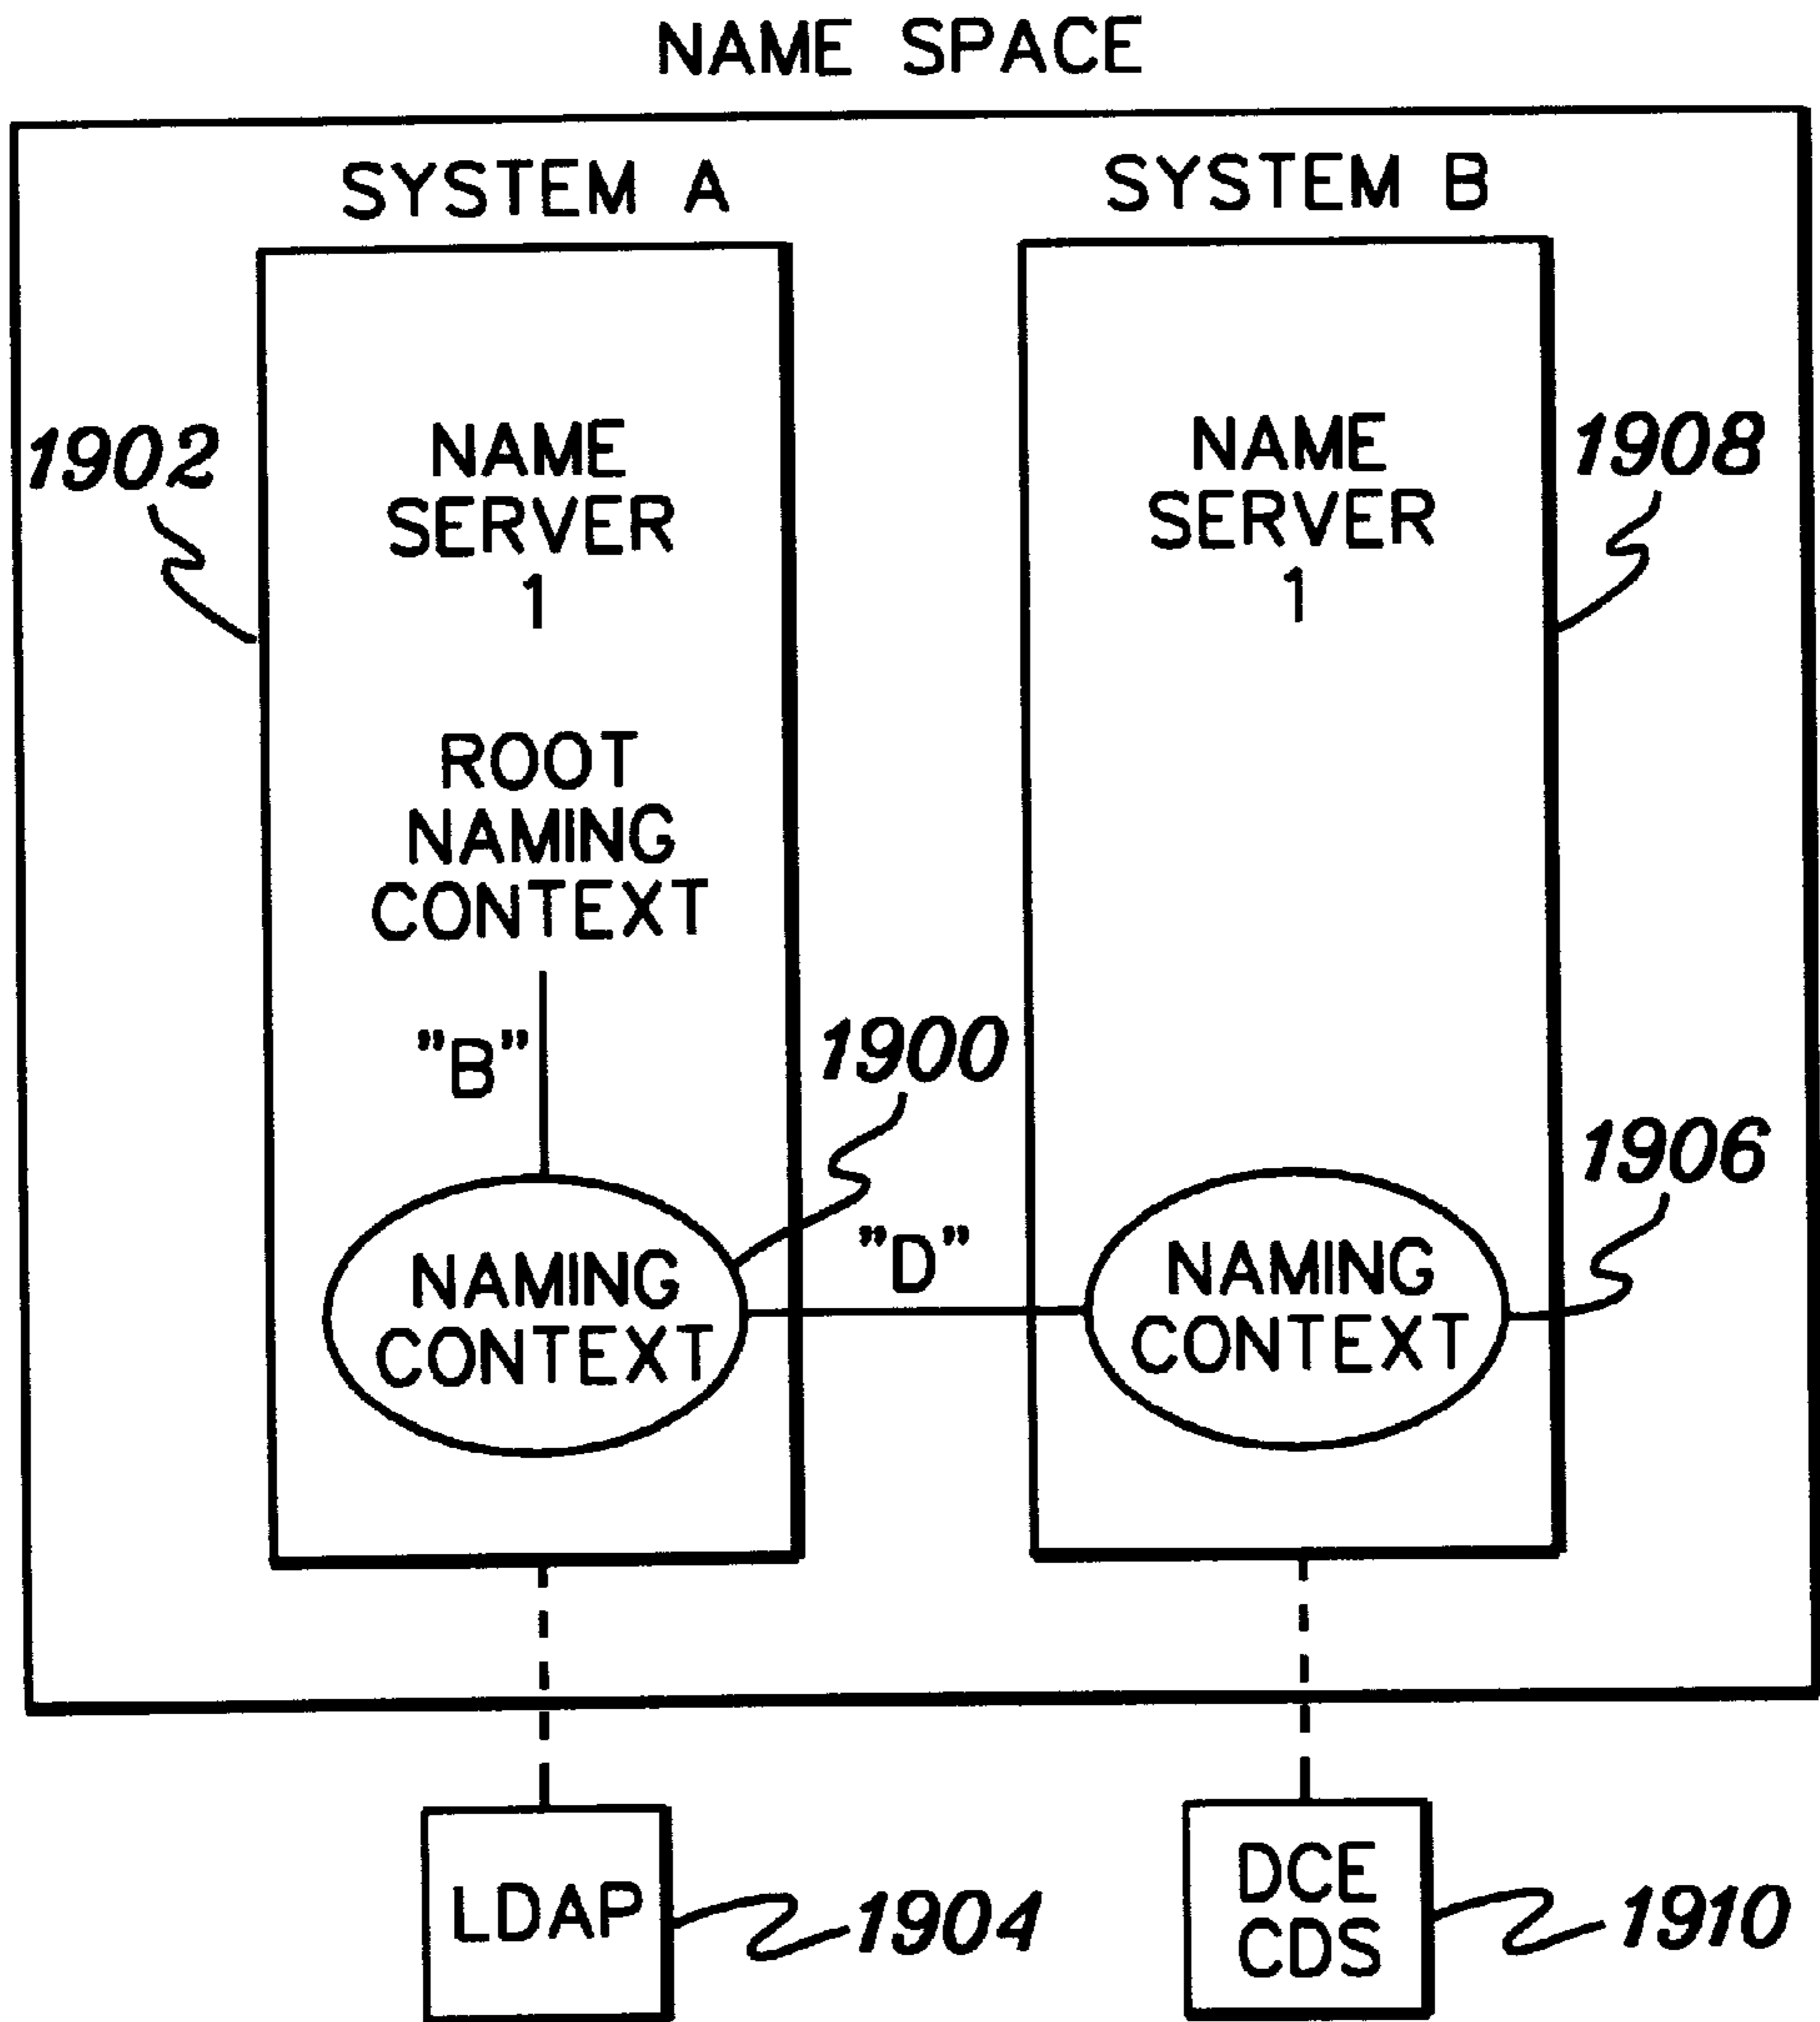 NAME SPACE
SYSTEM A
SYSTEM B
1902
NAME
SERVER
1
NAME
SERVER
1
1908
ROOT
NAMING
CONTEXT
"B"
1900
1906
NAMING
CONTEXT
"D"
NAMING
CONTEXT
LDAP
1904
DCE
CDS
1910